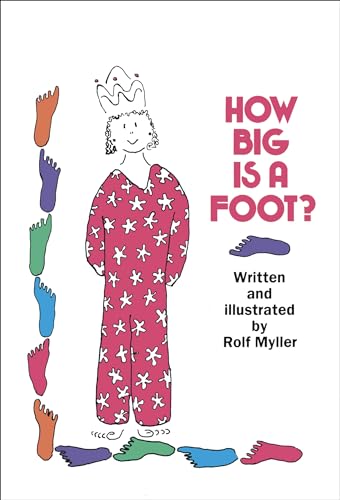 HOW
BIG
IS A
FOOT?
Written
and
illustrated
by
Rolf Myller